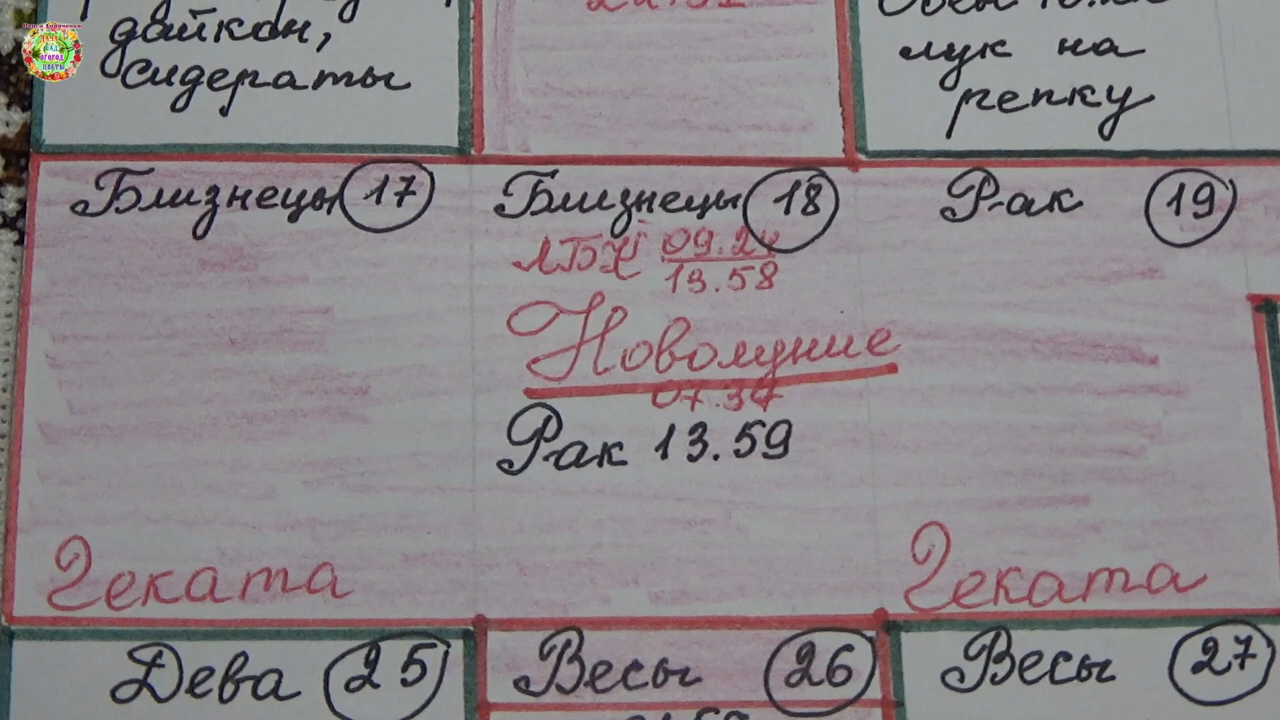 дайкон,
сидераты
лук на
репку
Близнецы 17
Близнецы 18
ЛБК 09.24
13.58
Новолуние
07.37
Рак 13.59
Рак 19
Геката
Геката
Дева 25
Весы 26
Весы 27